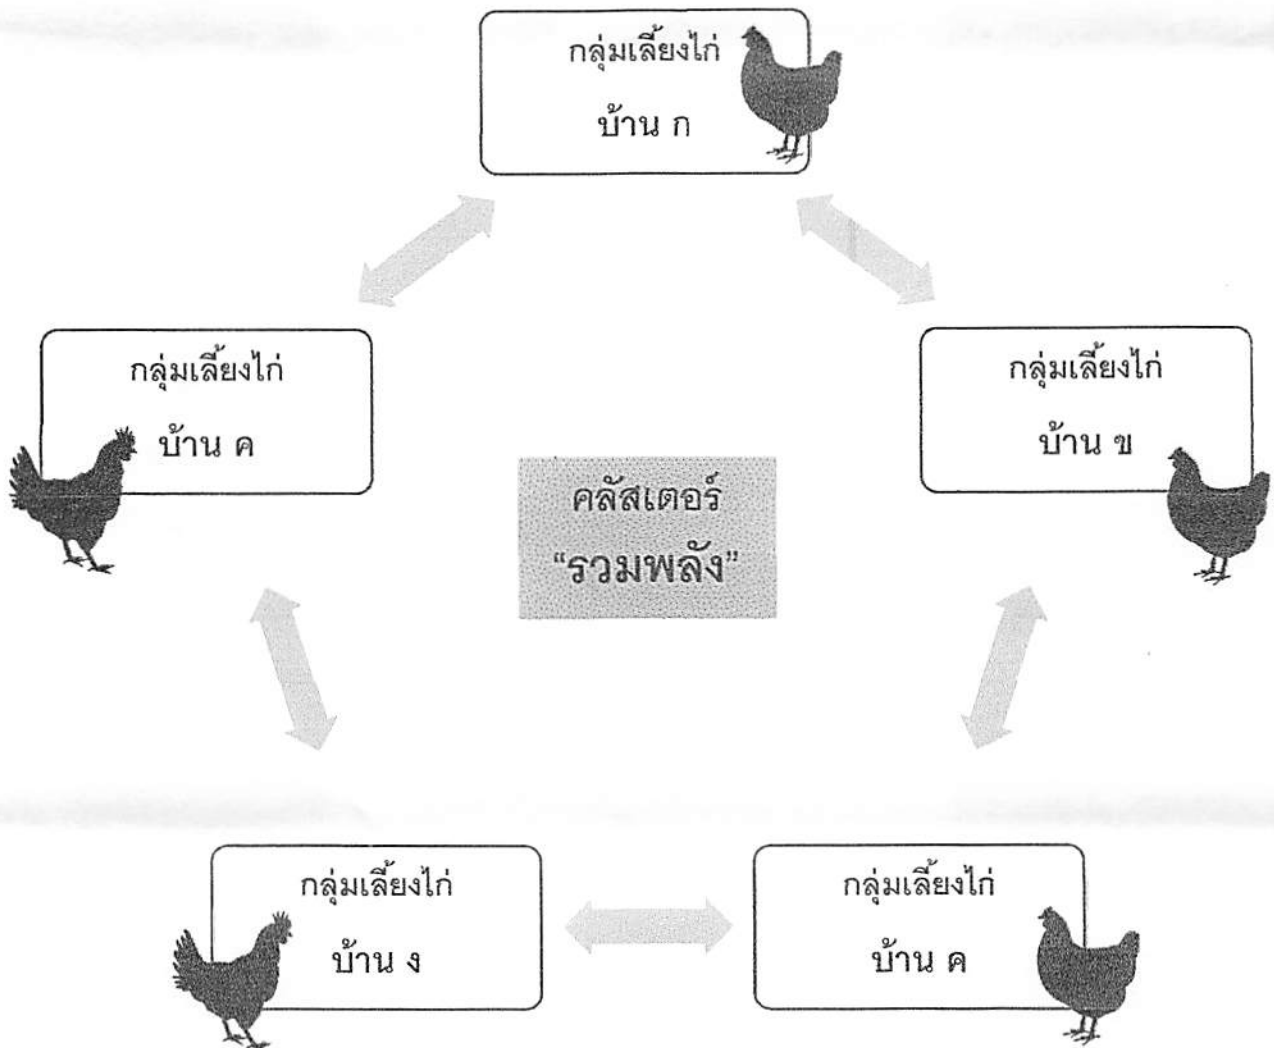 กลุ่มเลี้ยงไก่
บ้าน ก
กลุ่มเลี้ยงไก่
บ้าน ค
กลุ่มเลี้ยงไก่
บ้าน ข
คลัสเตอร์
“รวมพลัง”
กลุ่มเลี้ยงไก่
บ้าน ง
กลุ่มเลี้ยงไก่
บ้าน ค